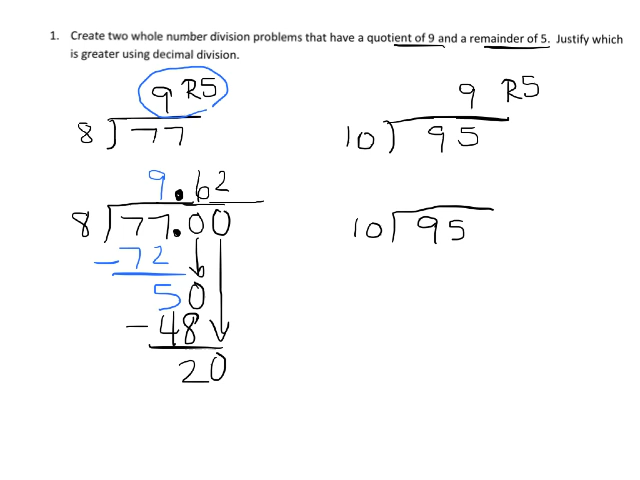 1. Create two whole number division problems that have a quotient of 9 and a remainder of 5. Justify which
is greater using decimal division.
9 R5
8)77
9 R5
10)95
9.62
8)77.00
-72
50
-48
20
10)95